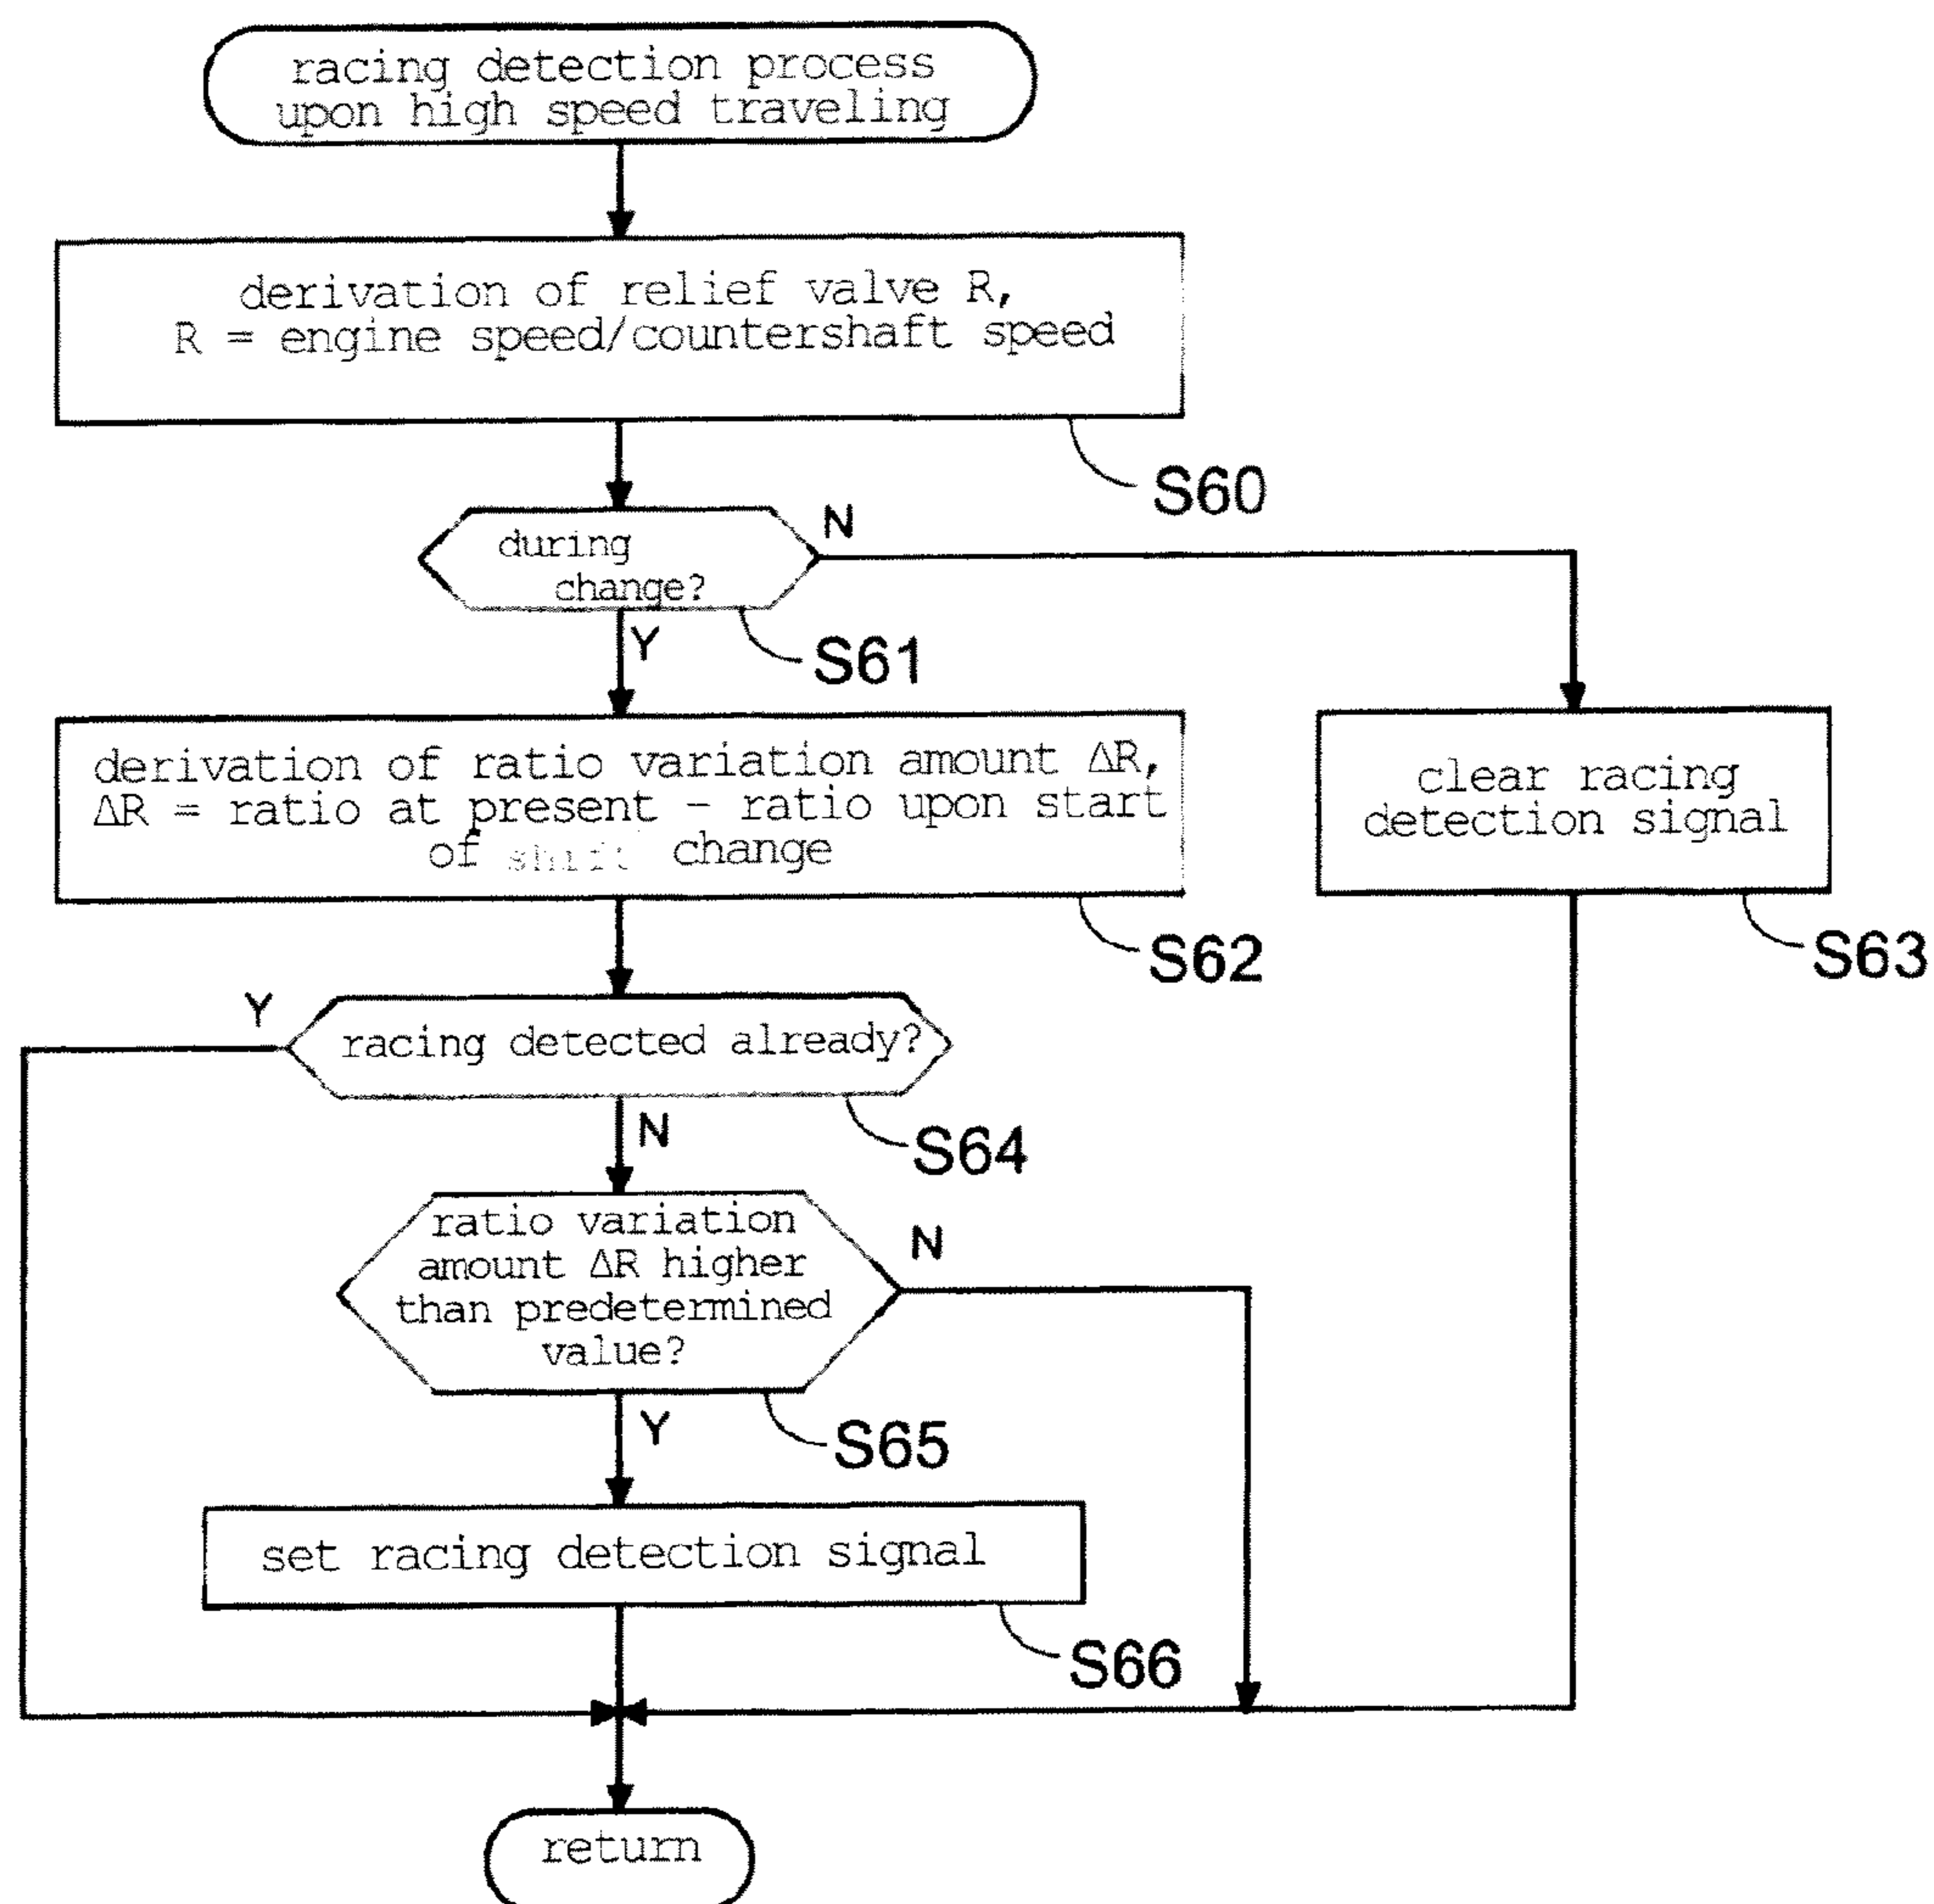 racing detection process
upon high speed traveling
derivation of relief valve R,
R = engine speed/countershaft speed
S60
during
change?
N
Y
S61
derivation of ratio variation amount ΔR,
ΔR = ratio at present - ratio upon start
of shift change
S62
clear racing
detection signal
S63
Y
racing detected already?
N
S64
ratio variation
amount ΔR higher
than predetermined
value?
N
Y
S65
set racing detection signal
S66
return